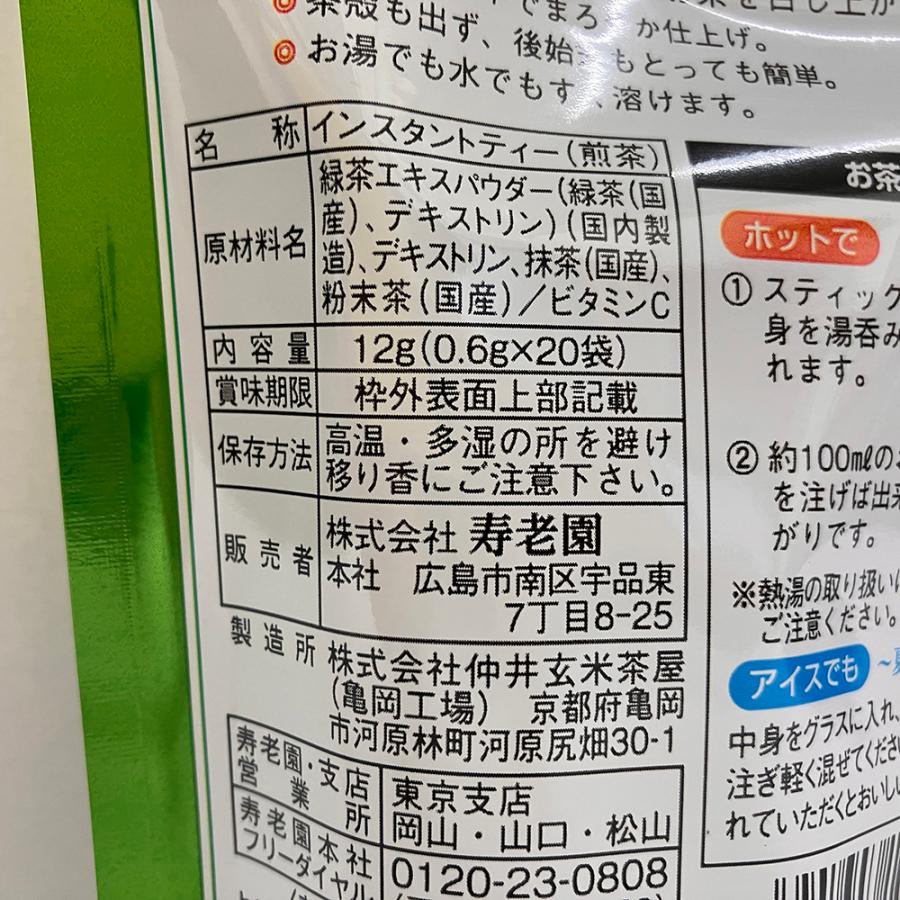 ◎ 茶殻も出ず、後始 もとっても簡単。
◎ お湯でも水でもす 溶けます。
名称 インスタントティー(煎茶)
原材料名 緑茶エキスパウダー(緑茶(国
産)、デキストリン)(国内製
造)、デキストリン、抹茶(国産)、
粉末茶(国産)/ビタミンC
内容量 12g(0.6g×20袋)
賞味期限 枠外表面上部記載
保存方法 高温・多湿の所を避け
移り香にご注意下さい。
販売者 株式会社 寿老園
本社 広島市南区宇品東
7丁目8-25
製造所 株式会社仲井玄米茶屋
(亀岡工場) 京都府亀岡
市河原林町河原尻畑30-1
寿老園・支店
営業所
東京支店
岡山・山口・松山
寿老園本社
フリーダイヤル
0120-23-0808
お茶
ホットで
① スティック
身を湯呑み
れます。
② 約100mlのお
を注げば出来
がりです。
※熱湯の取り扱いに
ご注意ください。
アイスでも
中身をグラスに入れ、
注ぎ軽く混ぜてくださ
れていただくとおいしい